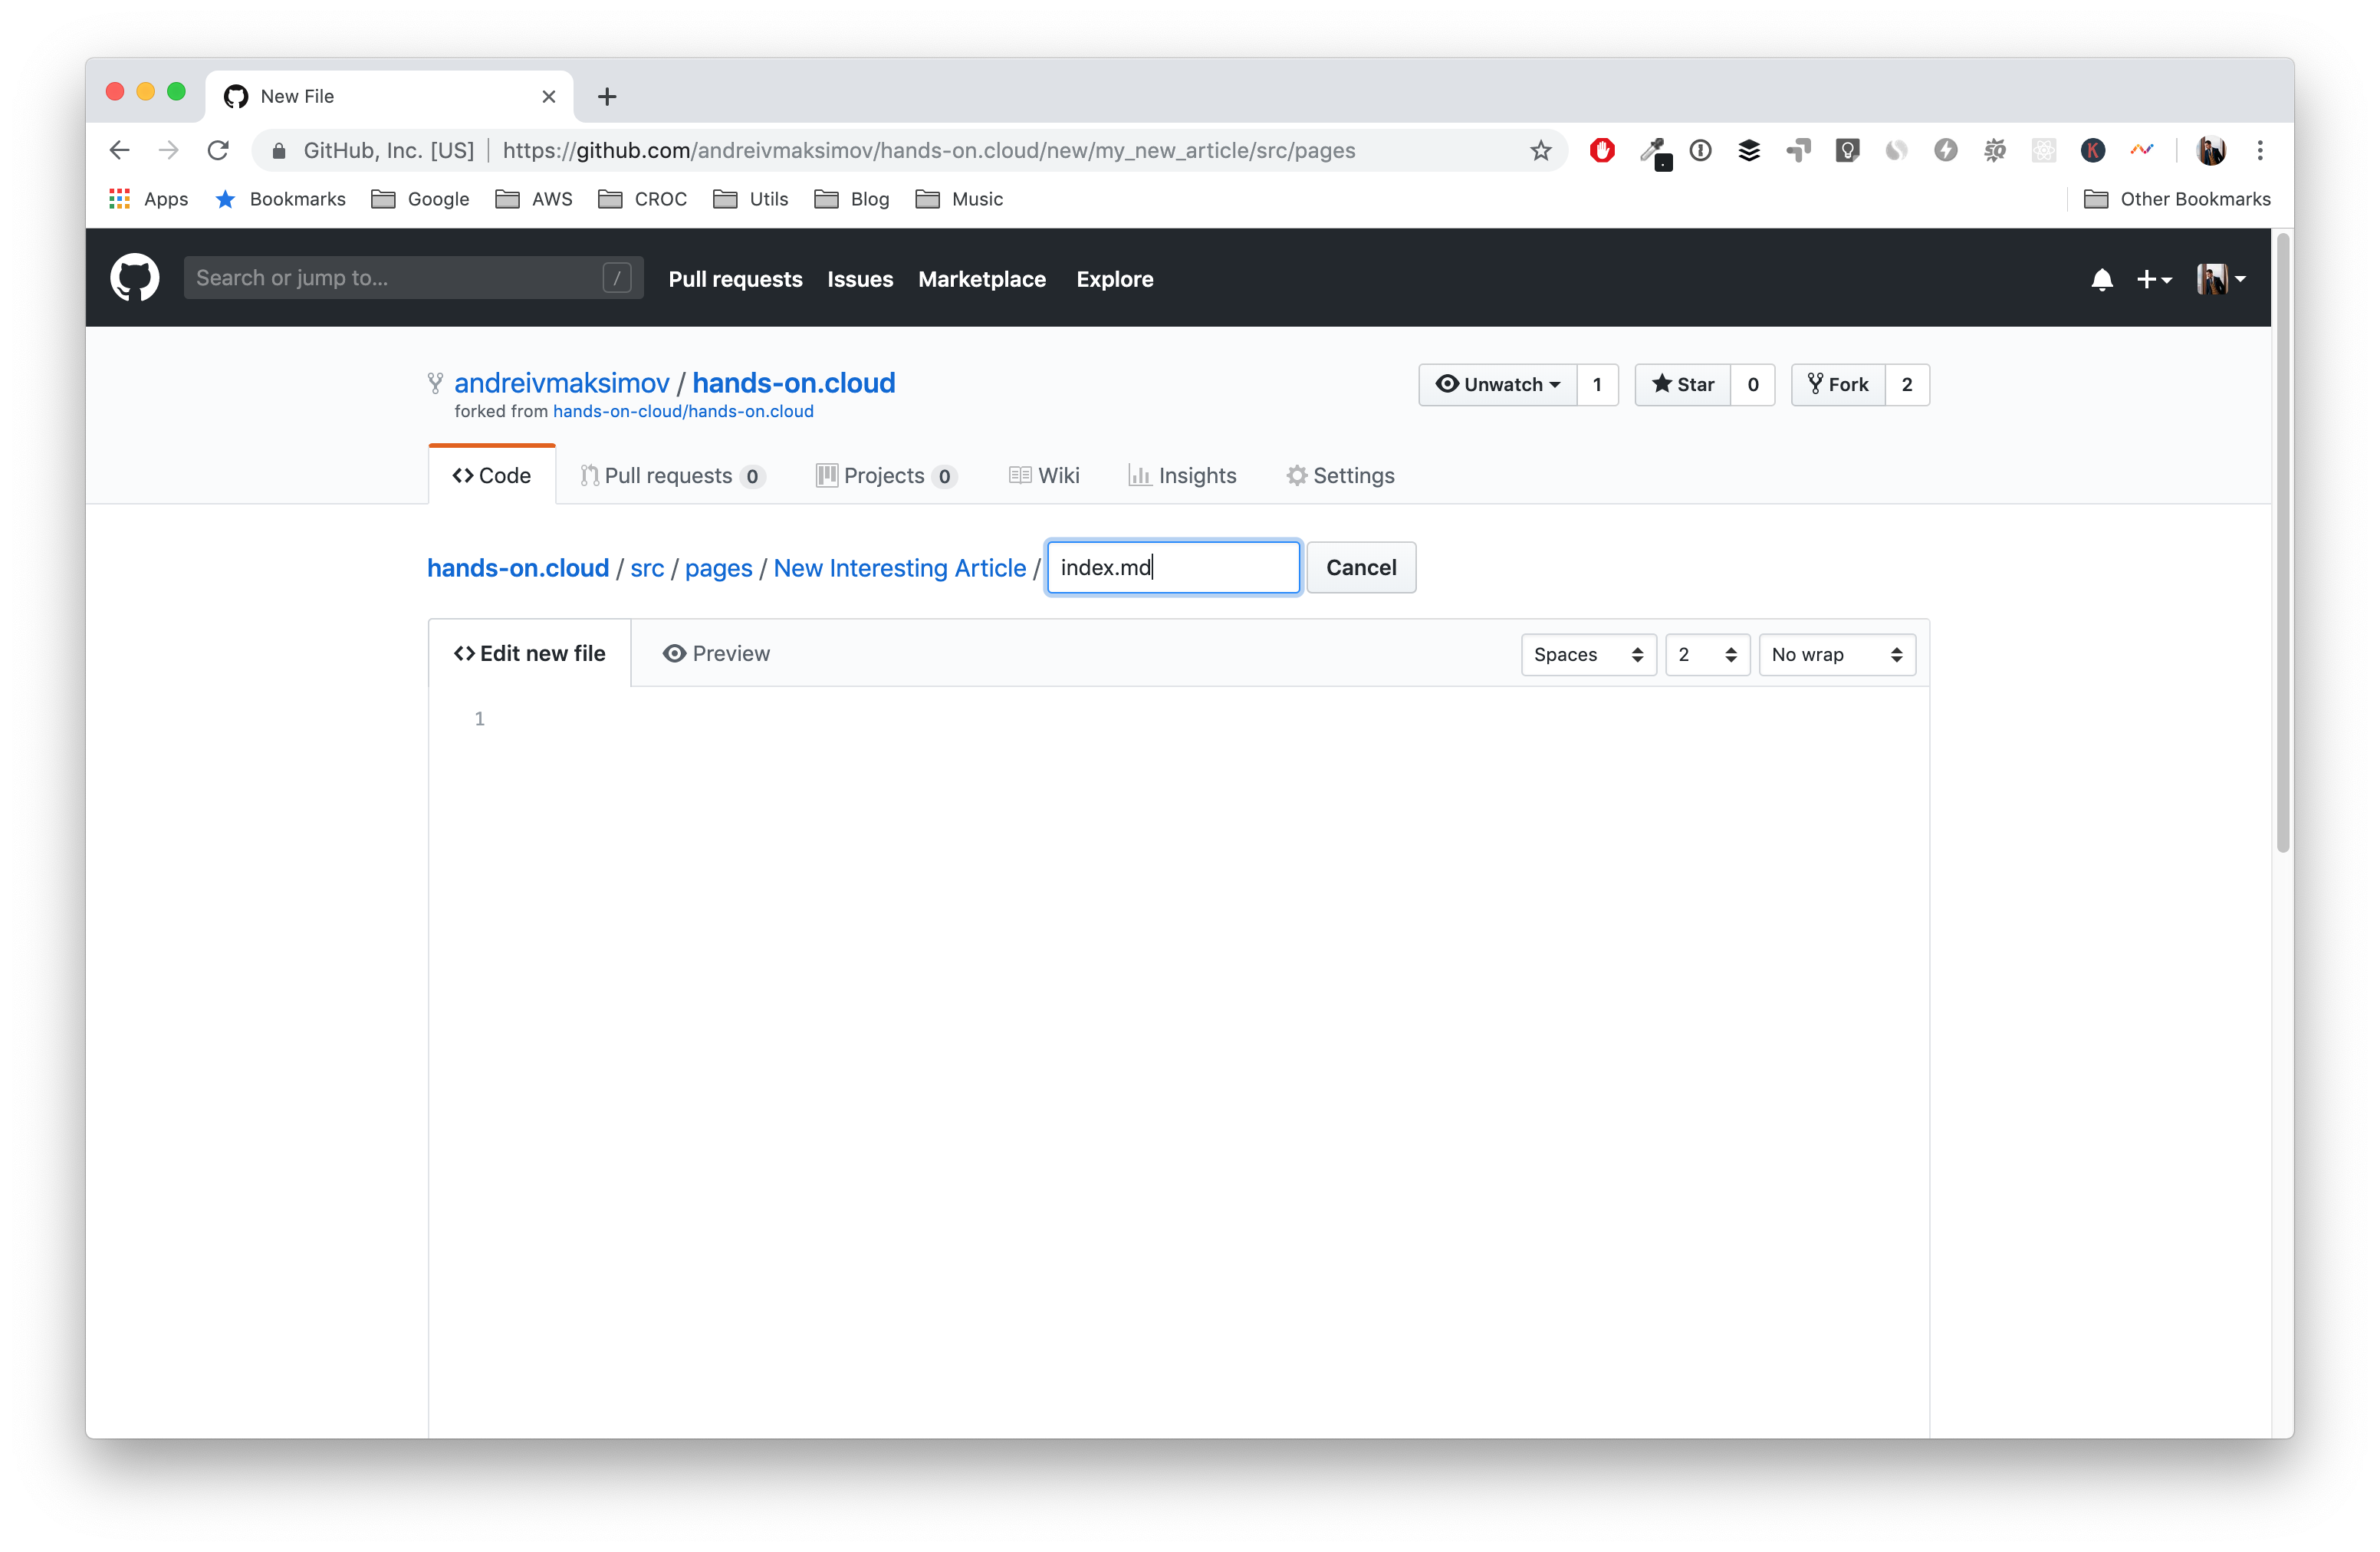 New File
GitHub, Inc. [US] https://github.com/andreivmaksimov/hands-on.cloud/new/my_new_article/src/pages
Apps Bookmarks Google AWS CROC Utils Blog Music Other Bookmarks
Search or jump to... / Pull requests Issues Marketplace Explore
andreivmaksimov / hands-on.cloud Unwatch 1 Star 0 Fork 2
forked from hands-on-cloud/hands-on.cloud
Code Pull requests 0 Projects 0 Wiki Insights Settings
hands-on.cloud / src / pages / New Interesting Article / index.md Cancel
Edit new file Preview Spaces 2 No wrap
1